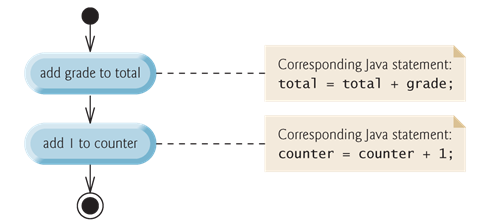 add grade to total
Corresponding Java statement:
total = total + grade;
add 1 to counter
Corresponding Java statement:
counter = counter + 1;